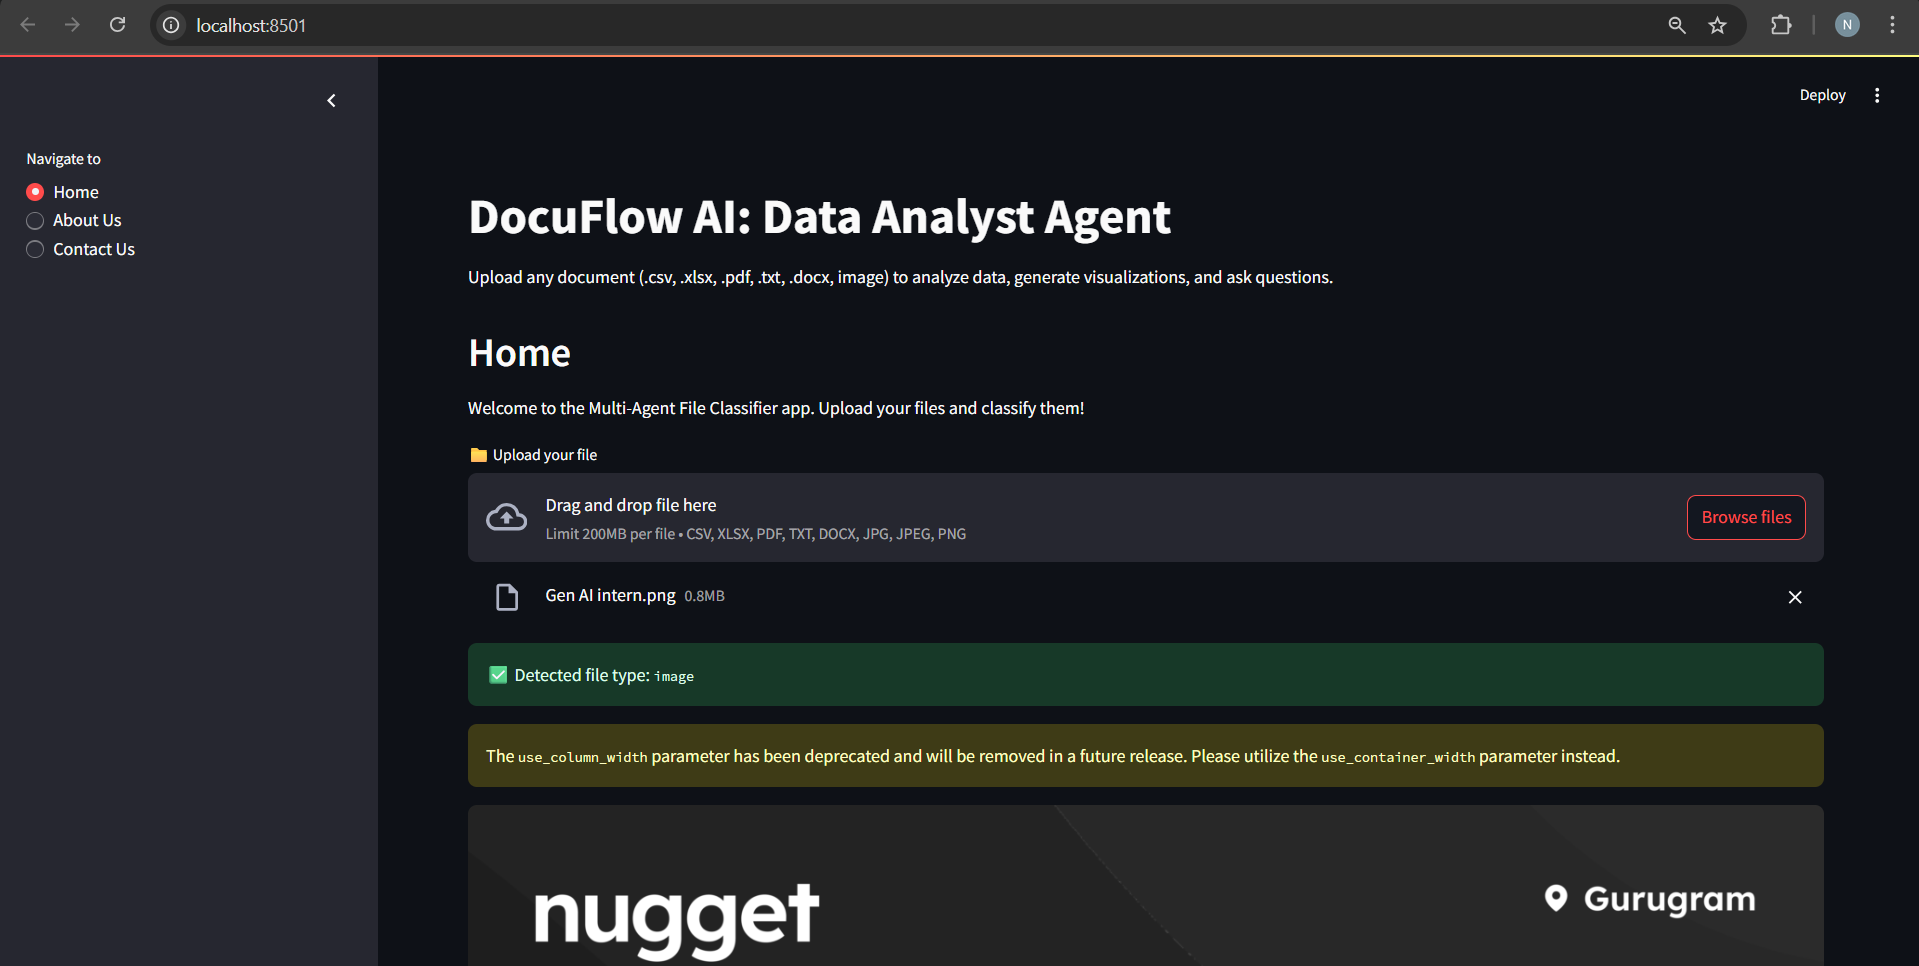 localhost:8501
N
Deploy
Navigate to
Home
About Us
Contact Us
DocuFlow AI: Data Analyst Agent
Upload any document (.csv, .xlsx, .pdf, .txt, .docx, image) to analyze data, generate visualizations, and ask questions.
Home
Welcome to the Multi-Agent File Classifier app. Upload your files and classify them!
Upload your file
Drag and drop file here
Limit 200MB per file • CSV, XLSX, PDF, TXT, DOCX, JPG, JPEG, PNG
Browse files
Gen AI intern.png 0.8MB
Detected file type: image
The use_column_width parameter has been deprecated and will be removed in a future release. Please utilize the use_container_width parameter instead.
nugget
Gurugram